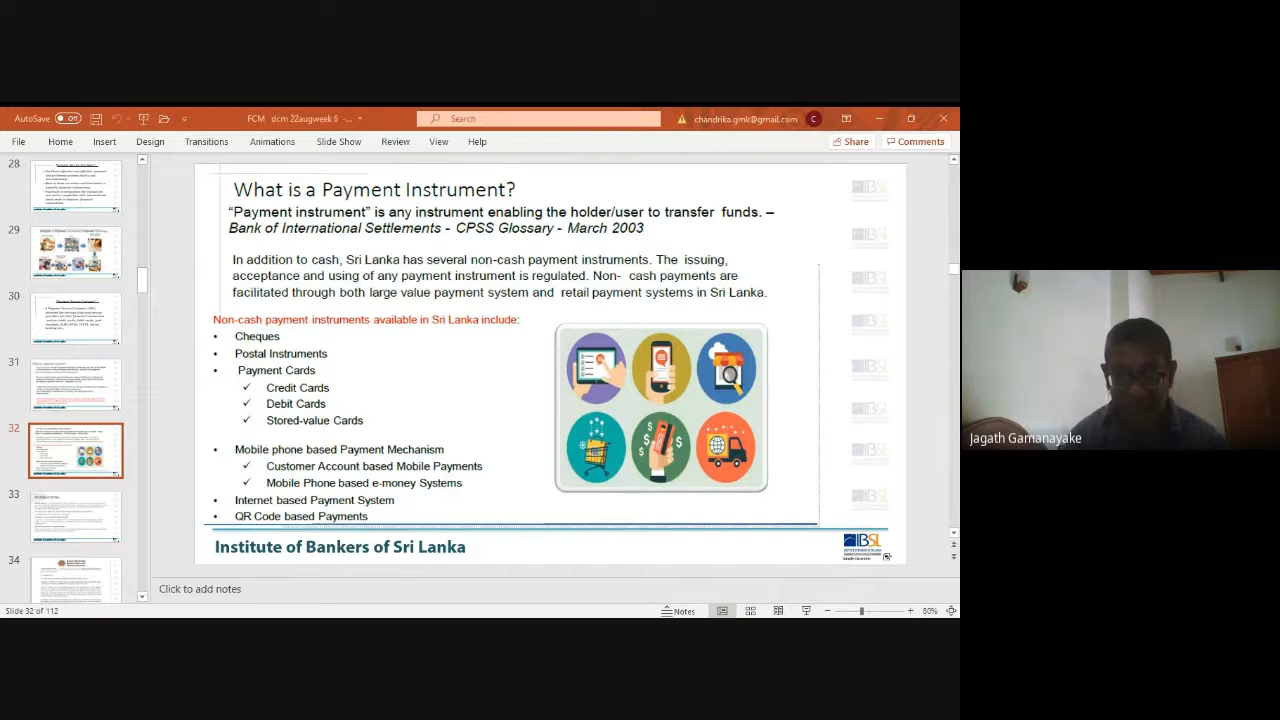 AutoSave Off
FCM dcm 22augweek 6 -...
Search
chandrika.gmk@gmail.com
C
File Home Insert Design Transitions Animations Slide Show Review View Help
Share Comments
28
29
30
31
32
33
34
What is a Payment Instrument?
“Payment instrument” is any instrument enabling the holder/user to transfer funds. –
Bank of International Settlements - CPSS Glossary - March 2003
In addition to cash, Sri Lanka has several non-cash payment instruments. The issuing,
acceptance and using of any payment instrument is regulated. Non- cash payments are
facilitated through both large value payment system and retail payment systems in Sri Lanka.
Non-cash payment instruments available in Sri Lanka include:
• Cheques
• Postal Instruments
• Payment Cards
Credit Cards
✓ Debit Cards
✓ Stored-value Cards
Mobile phone based Payment Mechanism
Customer Account based Mobile Payment
✓ Mobile Phone based e-money Systems
• Internet based Payment System
QR Code based Payments
Institute of Bankers of Sri Lanka
IBSL
Click to add notes
Slide 32 of 112
Notes
80%
Jagath Gamanayake